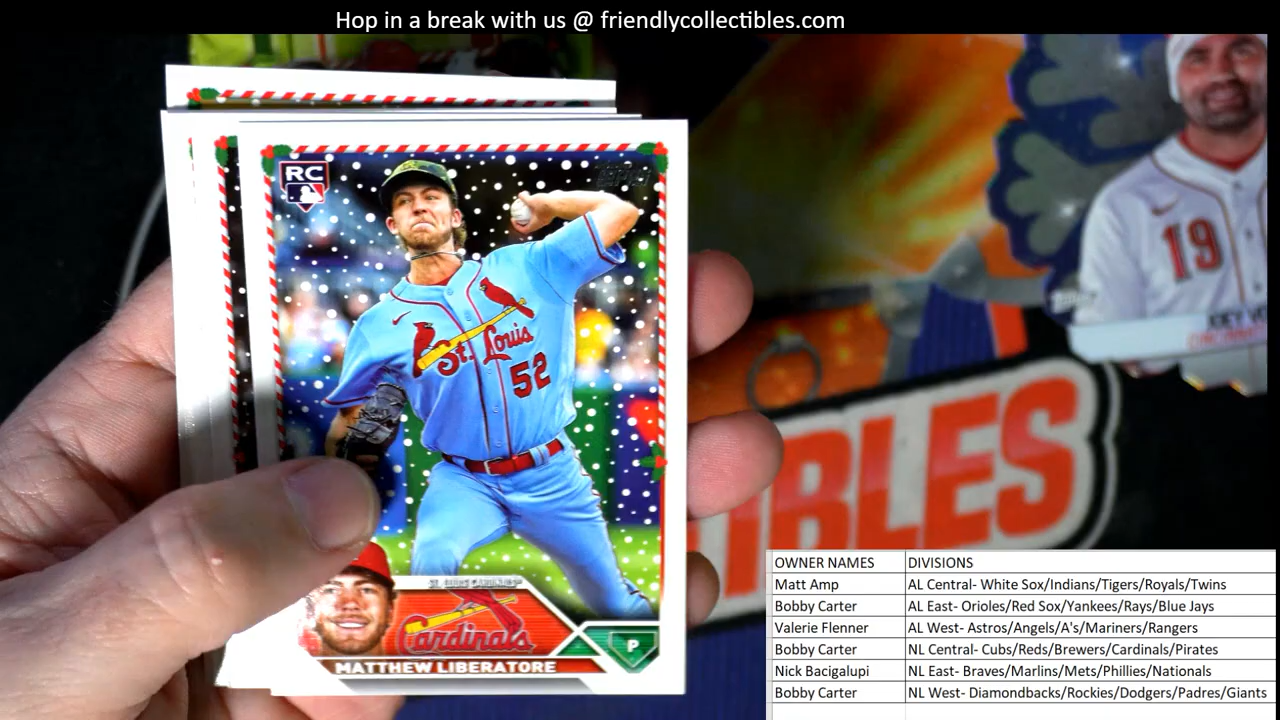 Hop in a break with us @ friendlycollectibles.com
RC
St. Louis
52
ST. LOUIS CARDINALS
Cardinals
P
MATTHEW LIBERATORE
19
JOEY
IBLES
OWNER NAMES DIVISIONS
Matt Amp AL Central- White Sox/Indians/Tigers/Royals/Twins
Bobby Carter AL East- Orioles/Red Sox/Yankees/Rays/Blue Jays
Valerie Flenner AL West- Astros/Angels/A's/Mariners/Rangers
Bobby Carter NL Central- Cubs/Reds/Brewers/Cardinals/Pirates
Nick Bacigalupi NL East- Braves/Marlins/Mets/Phillies/Nationals
Bobby Carter NL West- Diamondbacks/Rockies/Dodgers/Padres/Giants